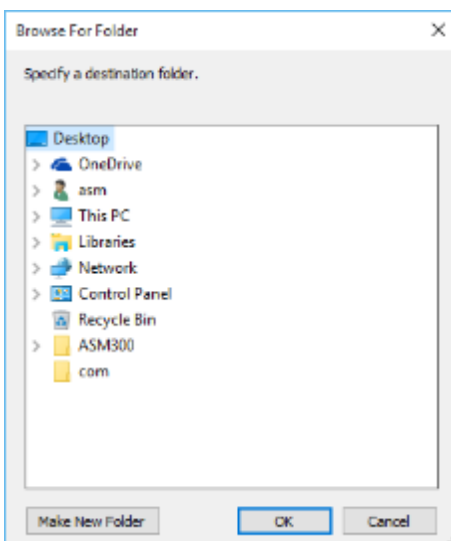 Browse For Folder
Specify a destination folder.
Desktop
OneDrive
asm
This PC
Libraries
Network
Control Panel
Recycle Bin
ASM300
com
Make New Folder OK Cancel